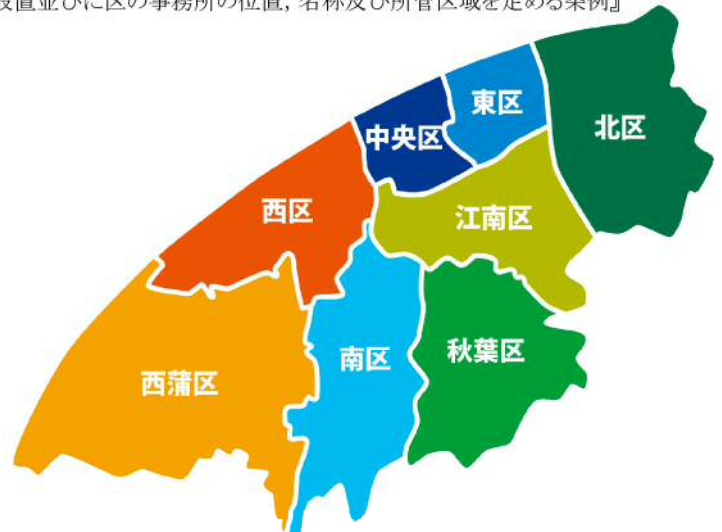 設置並びに区の事務所の位置, 名称及び所管区域を定める条例』
東区
中央区
北区
西区
江南区
南区
秋葉区
西蒲区